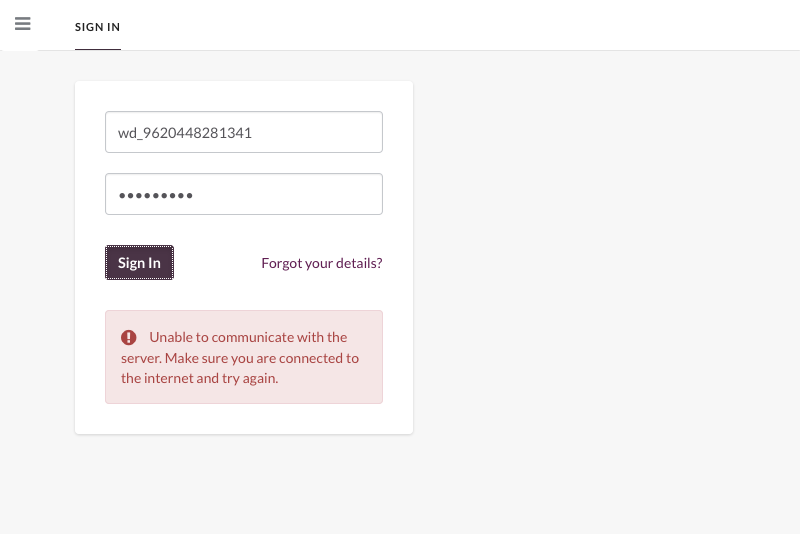 SIGN IN
wd_9620448281341
•••••••••
Sign In
Forgot your details?
Unable to communicate with the
server. Make sure you are connected to
the internet and try again.